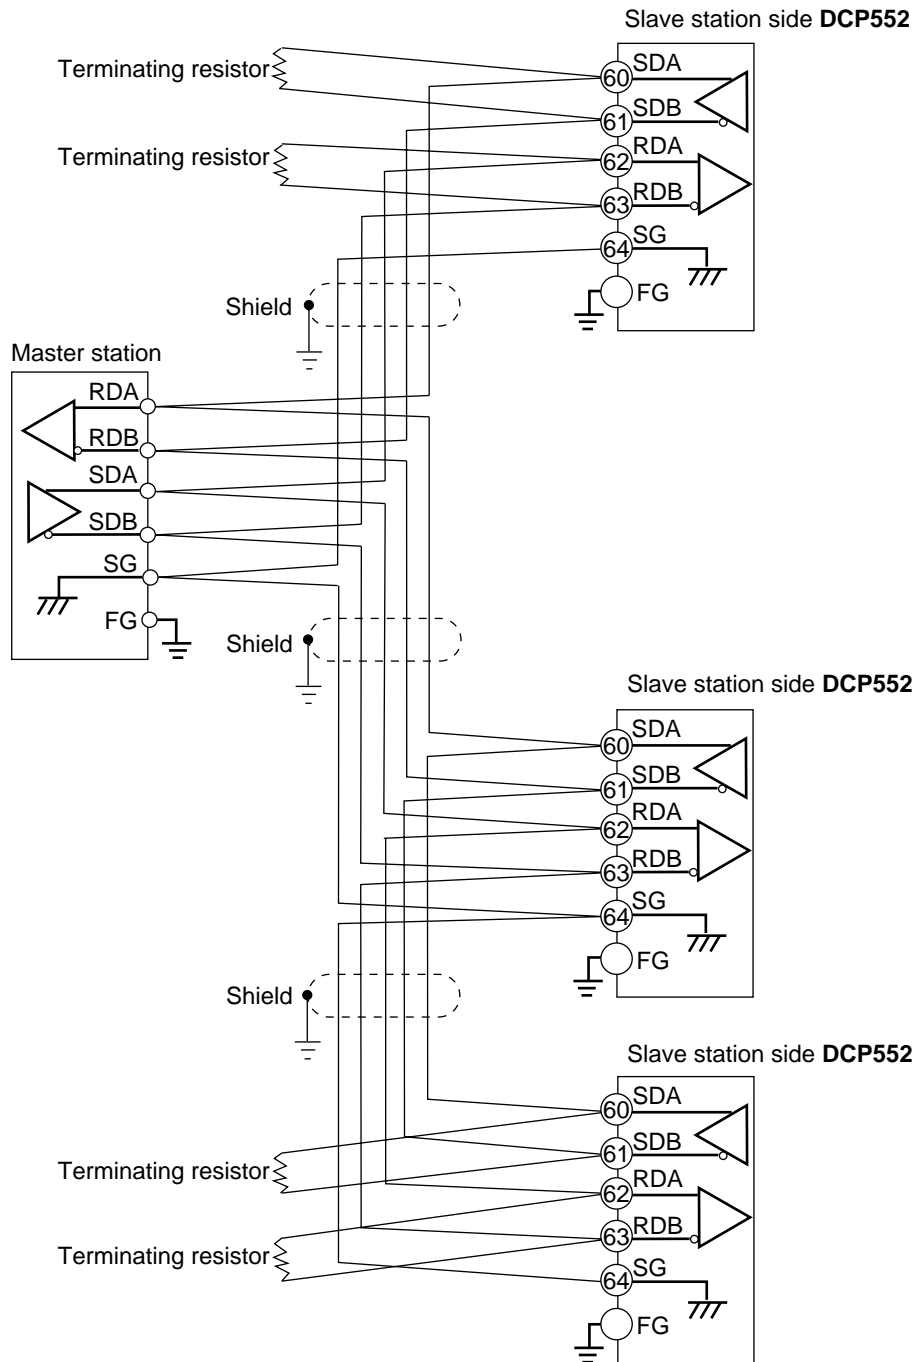 Slave station side DCP552
Terminating resistor
60 SDA
61 SDB
Terminating resistor
62 RDA
63 RDB
64 SG
FG
Shield
Master station
RDA
RDB
SDA
SDB
SG
FG
Shield
Slave station side DCP552
60 SDA
61 SDB
62 RDA
63 RDB
64 SG
FG
Shield
Slave station side DCP552
60 SDA
61 SDB
Terminating resistor
62 RDA
63 RDB
Terminating resistor
64 SG
FG